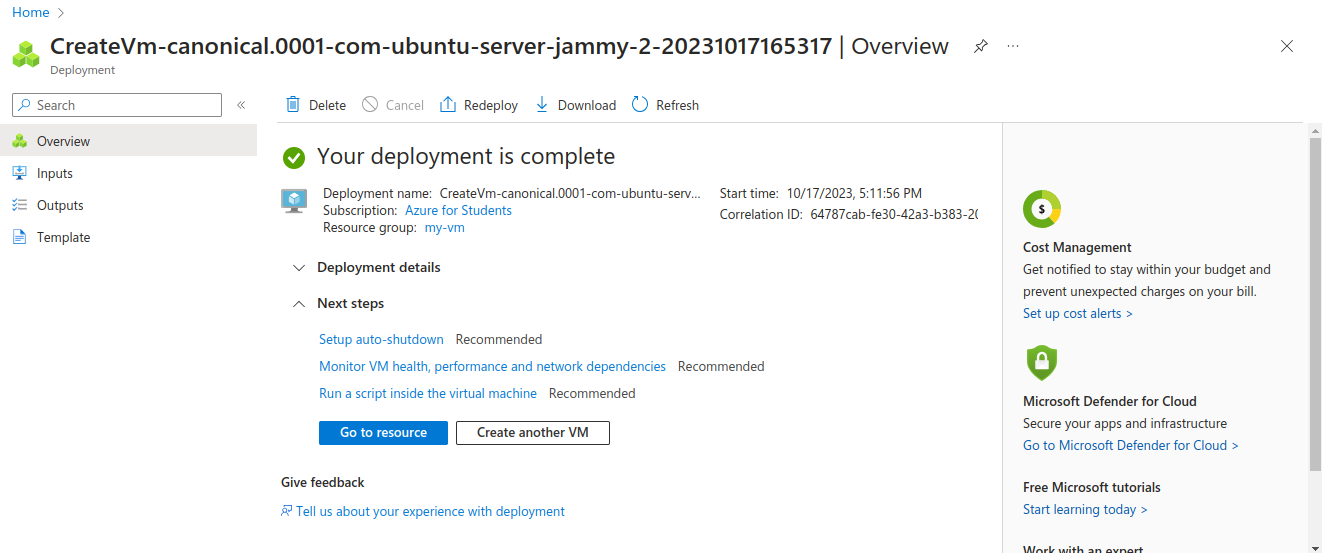 Home >
CreateVm-canonical.0001-com-ubuntu-server-jammy-2-20231017165317 | Overview
Deployment
Search
Overview
Inputs
Outputs
Template
Delete Cancel Redeploy Download Refresh
Your deployment is complete
Deployment name: CreateVm-canonical.0001-com-ubuntu-serv...
Subscription: Azure for Students
Resource group: my-vm
Start time: 10/17/2023, 5:11:56 PM
Correlation ID: 64787cab-fe30-42a3-b383-20
Deployment details
Next steps
Setup auto-shutdown Recommended
Monitor VM health, performance and network dependencies Recommended
Run a script inside the virtual machine Recommended
Go to resource Create another VM
Give feedback
Tell us about your experience with deployment
Cost Management
Get notified to stay within your budget and
prevent unexpected charges on your bill.
Set up cost alerts >
Microsoft Defender for Cloud
Secure your apps and infrastructure
Go to Microsoft Defender for Cloud >
Free Microsoft tutorials
Start learning today >
Work with an expert